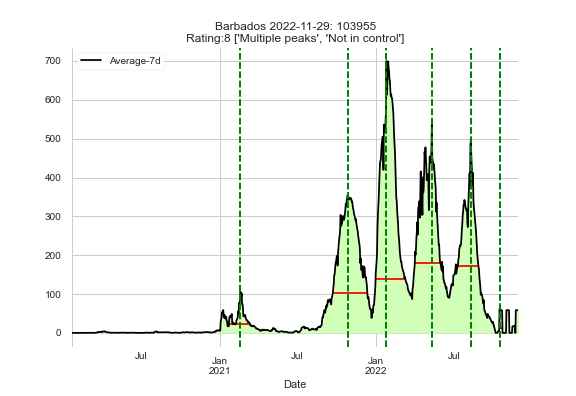 Barbados 2022-11-29: 103955
Rating:8 ['Multiple peaks', 'Not in control']
Average-7d
700
600
500
400
300
200
100
0
Jul
Jan
2021
Jul
Jan
2022
Jul
Date